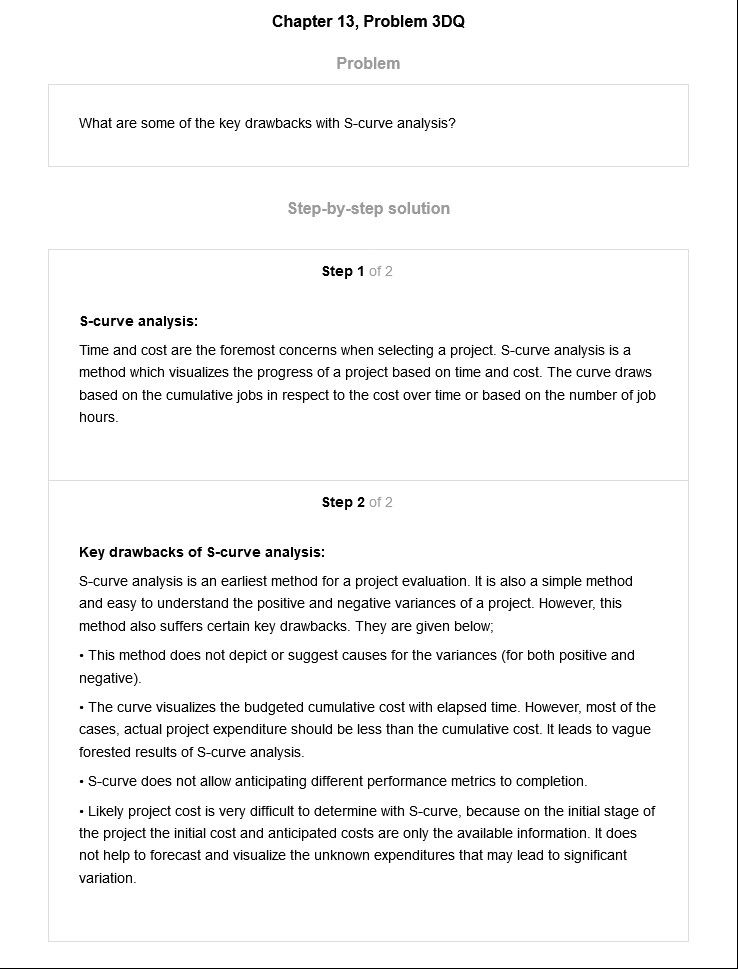 Chapter 13, Problem 3DQ
Problem
What are some of the key drawbacks with S-curve analysis?
Step-by-step solution
Step 1 of 2
S-curve analysis:
Time and cost are the foremost concerns when selecting a project. S-curve analysis is a
method which visualizes the progress of a project based on time and cost. The curve draws
based on the cumulative jobs in respect to the cost over time or based on the number of job
hours.
Step 2 of 2
Key drawbacks of S-curve analysis:
S-curve analysis is an earliest method for a project evaluation. It is also a simple method
and easy to understand the positive and negative variances of a project. However, this
method also suffers certain key drawbacks. They are given below;
• This method does not depict or suggest causes for the variances (for both positive and
negative).
• The curve visualizes the budgeted cumulative cost with elapsed time. However, most of the
cases, actual project expenditure should be less than the cumulative cost. It leads to vague
forested results of S-curve analysis.
• S-curve does not allow anticipating different performance metrics to completion.
• Likely project cost is very difficult to determine with S-curve, because on the initial stage of
the project the initial cost and anticipated costs are only the available information. It does
not help to forecast and visualize the unknown expenditures that may lead to significant
variation.